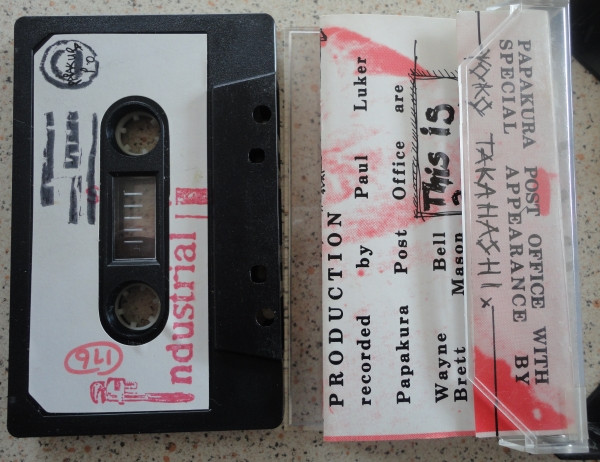 Industrial
176
PRODUCTION
recorded by Paul Luker
Papakura Post Office are
Wayne Bell
Brett Mason
This is
PAPAKURA POST OFFICE WITH
SPECIAL APPEARANCE BY
YOKO TAKAHASHI x